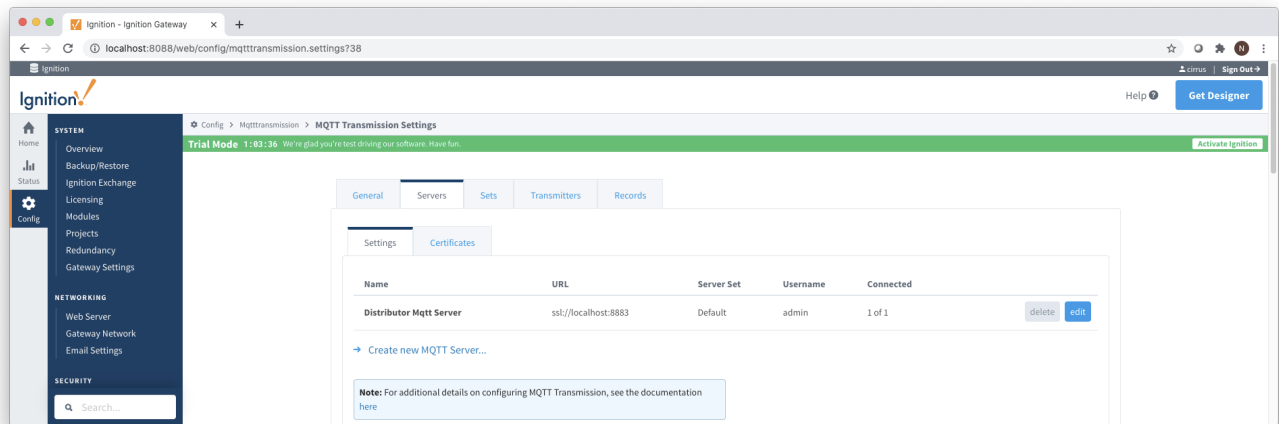 Ignition - Ignition Gateway
localhost:8088/web/config/mqtttransmission.settings?38
N
Ignition
cirrus | Sign Out
Ignition!
Help
Get Designer
Home
Status
Config
SYSTEM
Overview
Backup/Restore
Ignition Exchange
Licensing
Modules
Projects
Redundancy
Gateway Settings
NETWORKING
Web Server
Gateway Network
Email Settings
SECURITY
Search...
Config > Mqtttransmission > MQTT Transmission Settings
Trial Mode 1:03:36 We're glad you're test driving our software. Have fun.
Activate Ignition
General Servers Sets Transmitters Records
Settings Certificates
Name URL Server Set Username Connected
Distributor Mqtt Server ssl://localhost:8883 Default admin 1 of 1 delete edit
→ Create new MQTT Server...
Note: For additional details on configuring MQTT Transmission, see the documentation
here